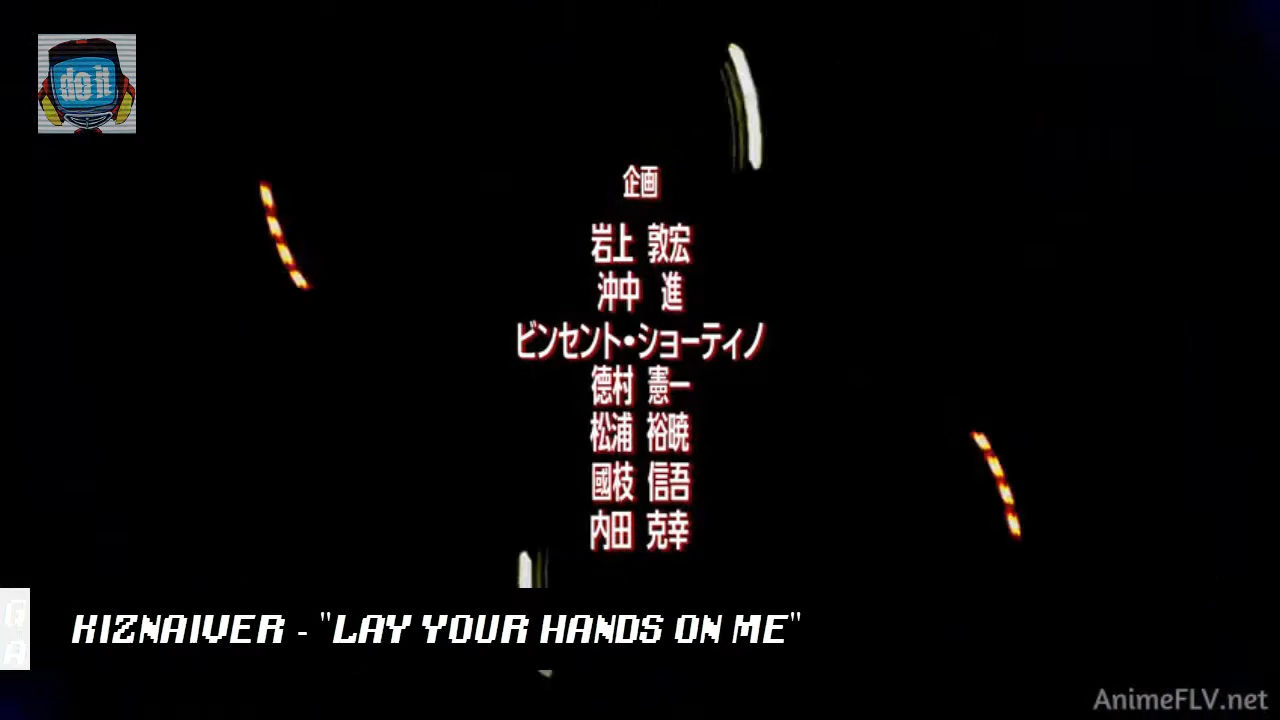 do it
企画
岩上 敦宏
沖中 進
ビンセント・ショーティノ
德村 憲一
松浦 裕暁
國枝 信吾
内田 克幸
G
A
KIZNAIVER - "LAY YOUR HANDS ON ME"
AnimeFLV.net